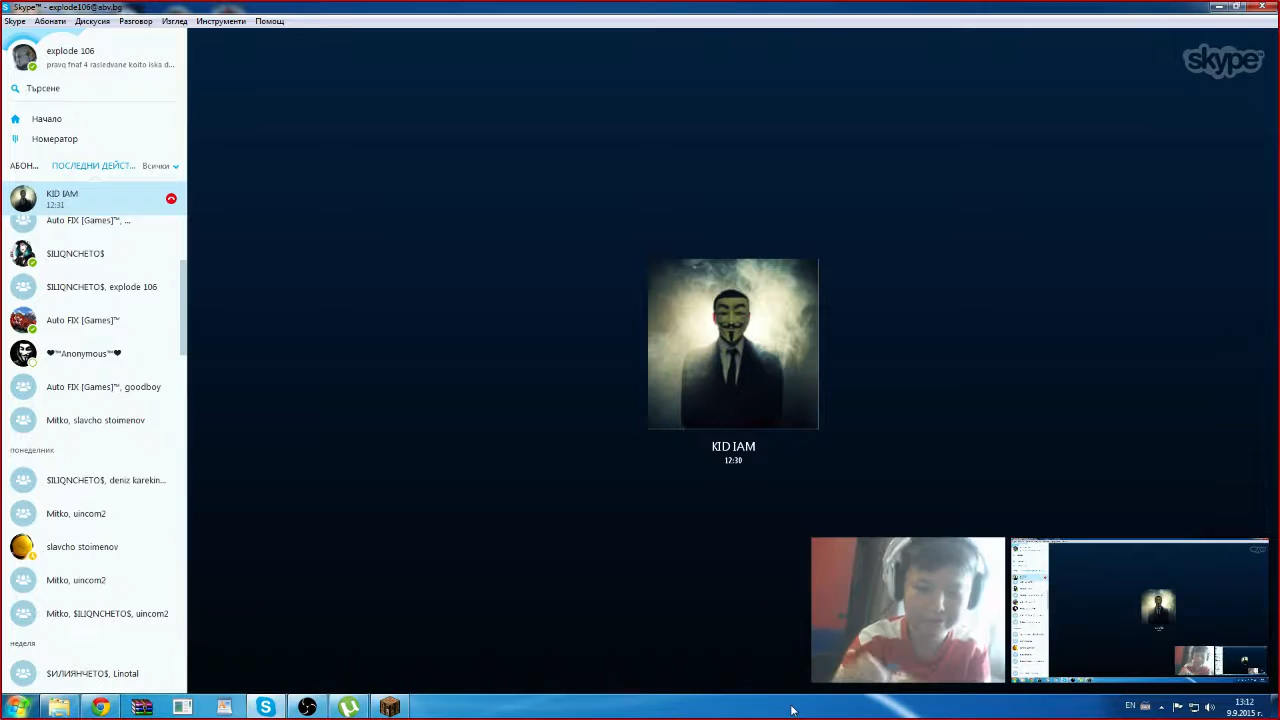 Skype™ - explode106@abv.bg
Skype Абонати Дискусия Разговор Изглед Инструменти Помощ
explode 106
pravq fnaf 4 rasledvane koito iska d...
skype
Търсене
Начало
Номератор
АБОН... ПОСЛЕДНИ ДЕЙСТ... Всички
KID IAM
12:31
Auto FIX [Games]™, ...
$ILIQNCHETO$
$ILIQNCHETO$, explode 106
Auto FIX [Games]™
❤™Anonymous™❤
Auto FIX [Games]™, goodboy
Mitko, slavcho stoimenov
понеделник
$ILIQNCHETO$, deniz karekin...
Mitko, uincom2
slavcho stoimenov
Mitko, uincom2
Mitko, $ILIQNCHETO$, uincom2
неделя
$ИЛИЯНЧЕТО$, Linotal
KID IAM
12:30
EN
13:12
9.9.2015 г.